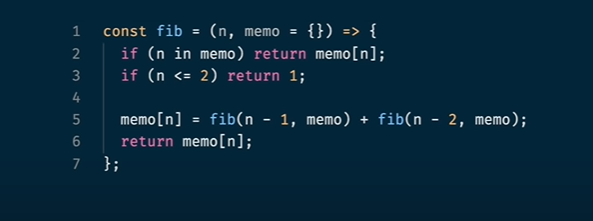 1 const fib = (n, memo = {}) => {
2 if (n in memo) return memo[n];
3 if (n <= 2) return 1;
4
5 memo[n] = fib(n - 1, memo) + fib(n - 2, memo);
6 return memo[n];
7 };